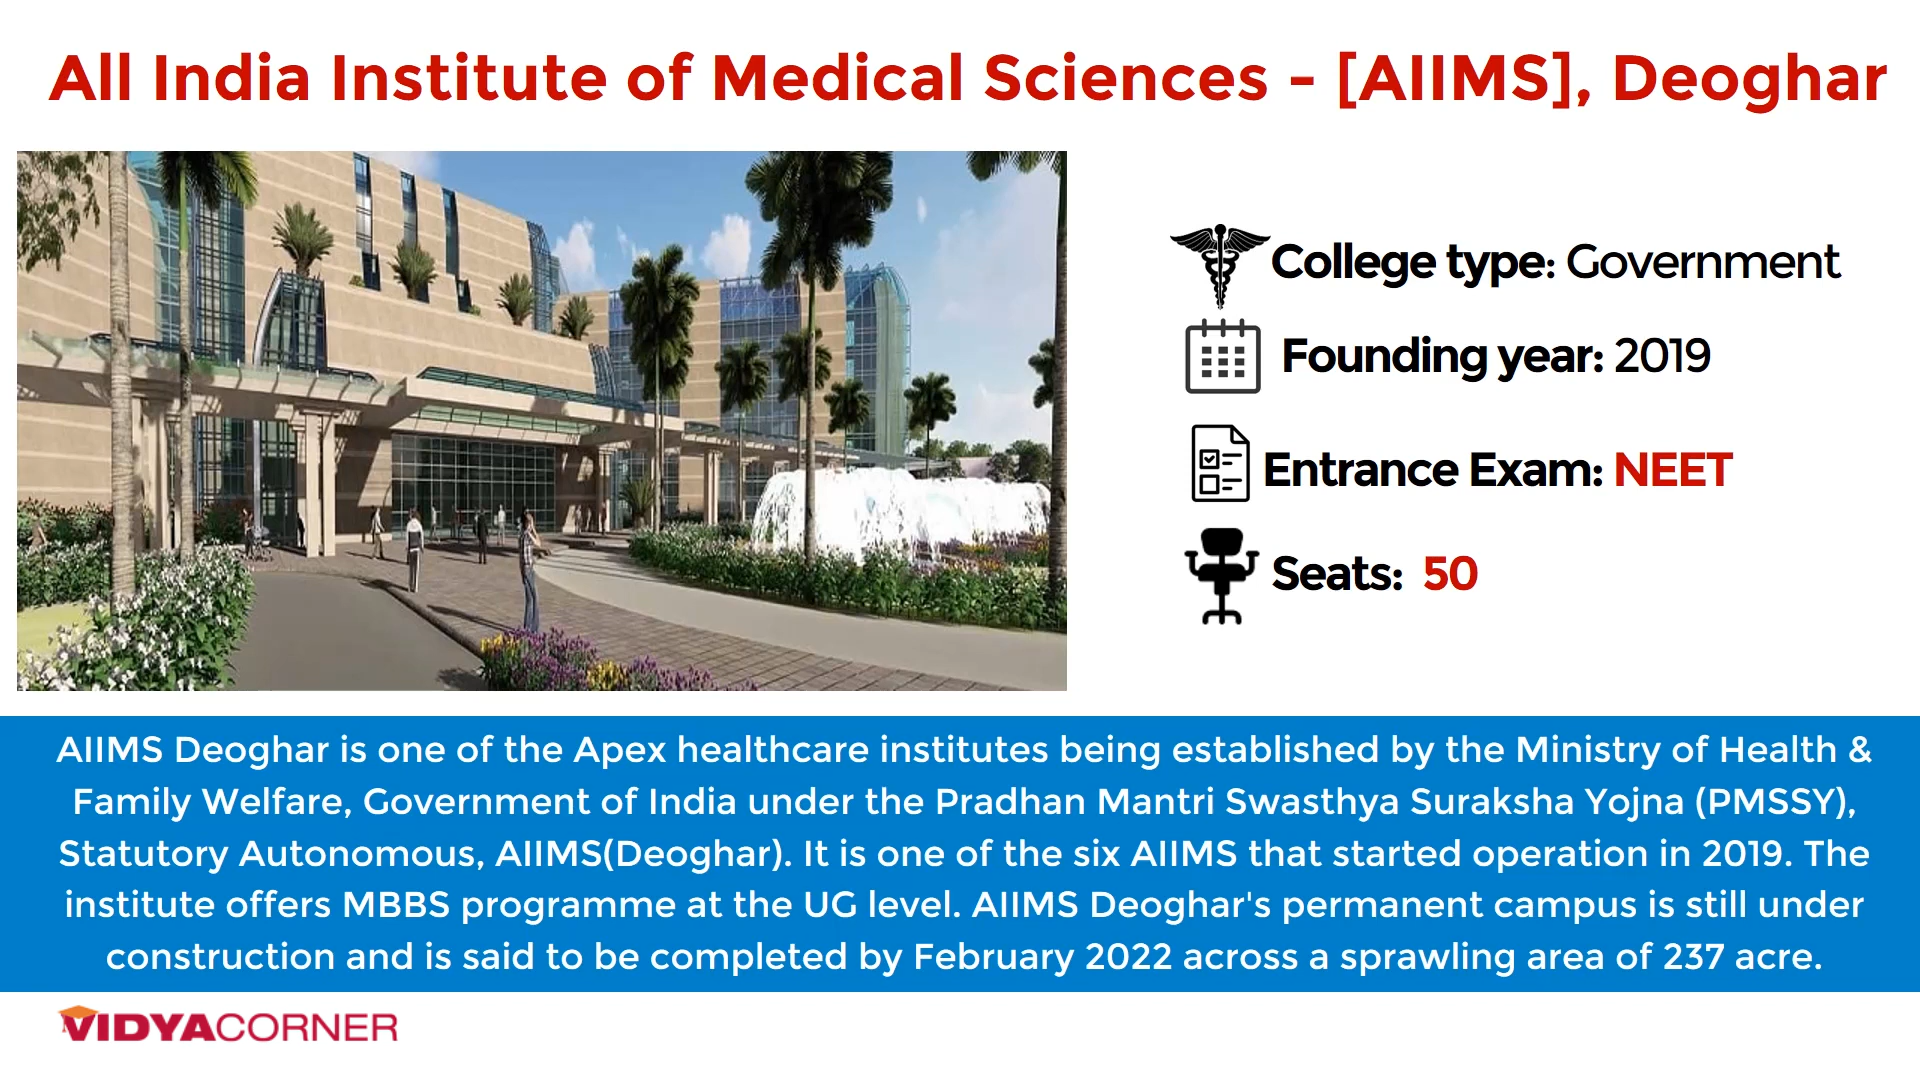 All India Institute of Medical Sciences - [AIIMS], Deoghar
College type: Government
Founding year: 2019
Entrance Exam: NEET
Seats: 50
AIIMS Deoghar is one of the Apex healthcare institutes being established by the Ministry of Health &
Family Welfare, Government of India under the Pradhan Mantri Swasthya Suraksha Yojna (PMSSY),
Statutory Autonomous, AIIMS(Deoghar). It is one of the six AIIMS that started operation in 2019. The
institute offers MBBS programme at the UG level. AIIMS Deoghar's permanent campus is still under
construction and is said to be completed by February 2022 across a sprawling area of 237 acre.
VIDYACORNER